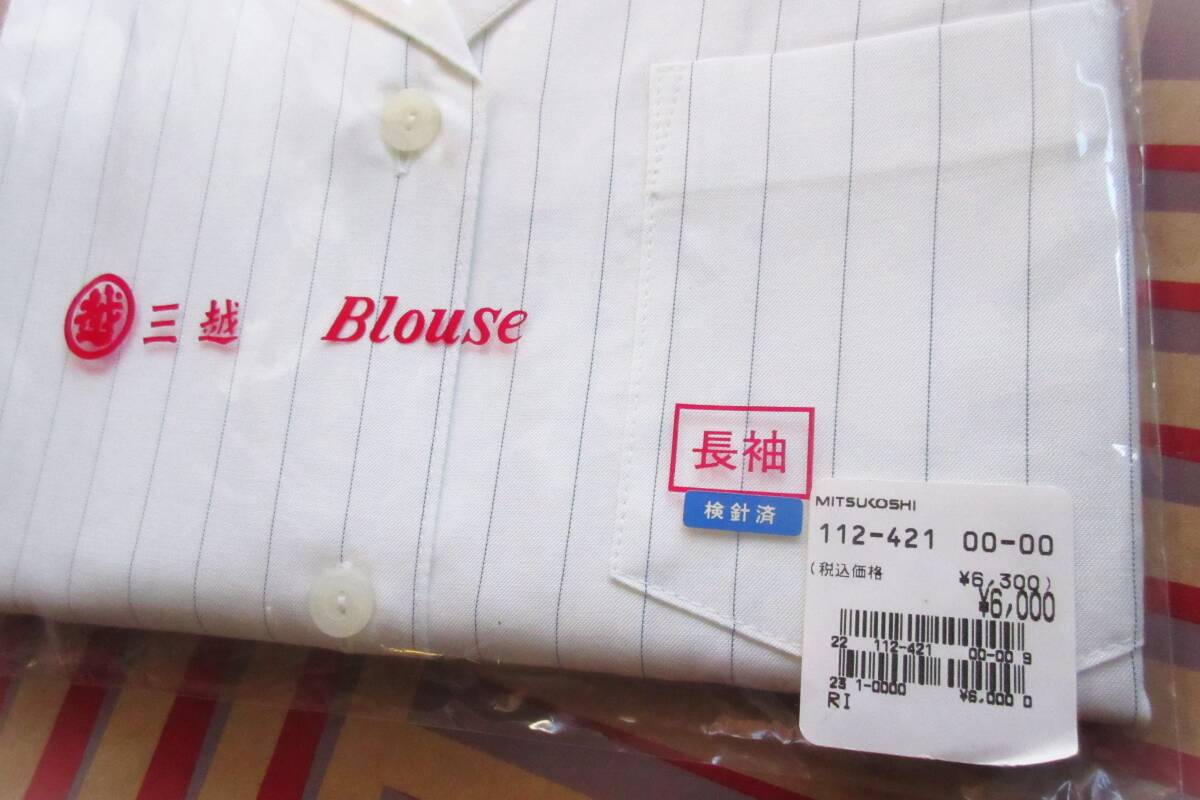 越 三越 Blouse
長袖
検針済
MITSUKOSHI
112-421 00-00
(税込価格 ¥6,300)
¥6,000
22 112-421 00-00 9
23 1-0000 ¥6,000 0
RI